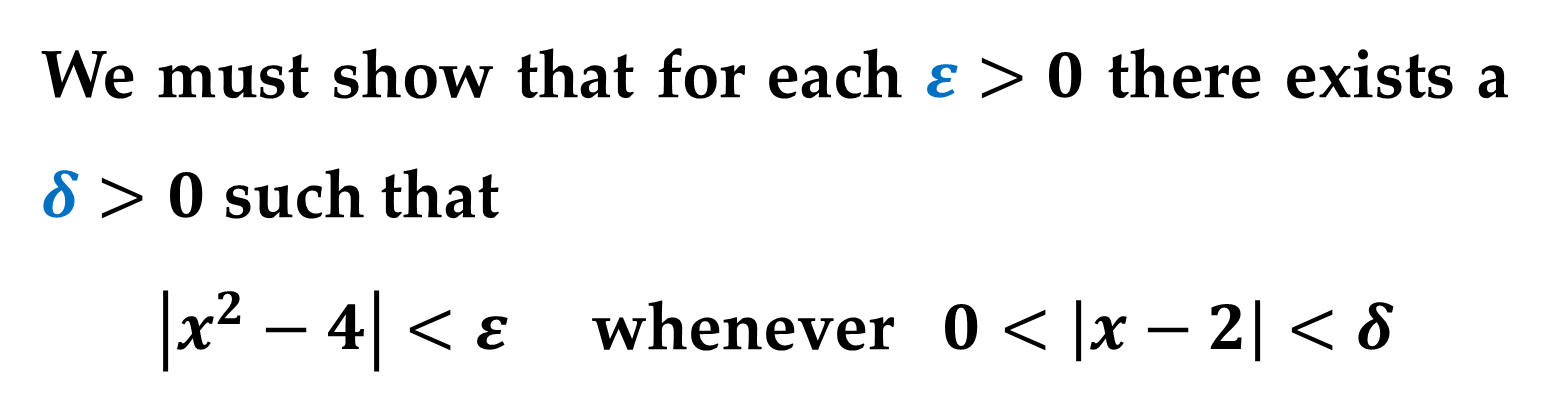 We must show that for each ε > 0 there exists a
δ > 0 such that
|x² − 4| < ε whenever 0 < |x − 2| < δ